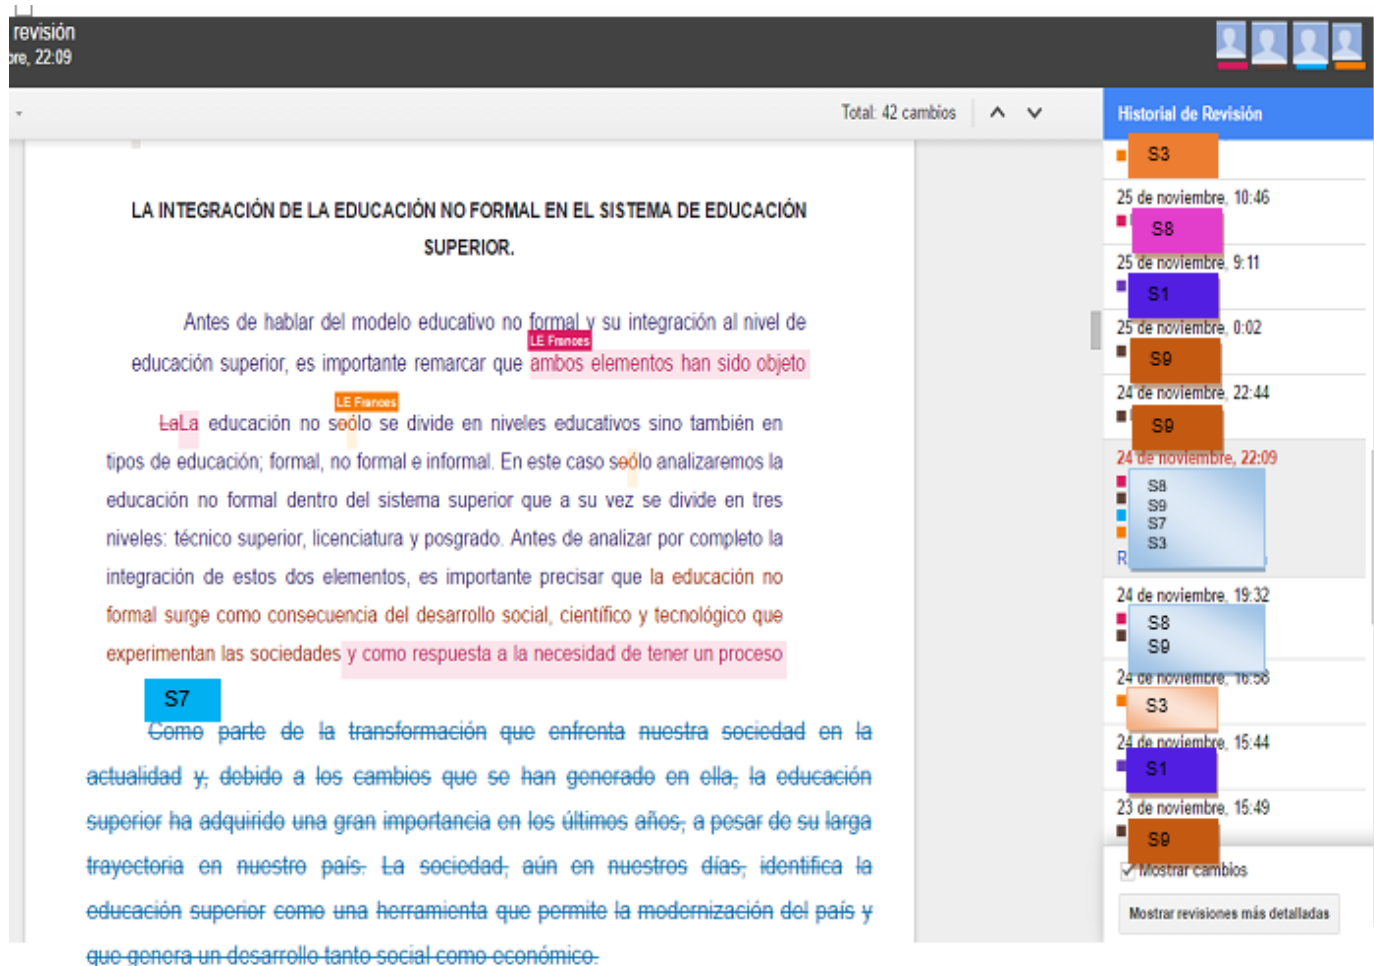 revisión
bre, 22:09
Total: 42 cambios
Historial de Revisión
S3
25 de noviembre, 10:46
S8
25 de noviembre, 9:11
S1
25 de noviembre, 0:02
S9
24 de noviembre, 22:44
S9
24 de noviembre, 22:09
S8
S9
S7
S3
R
24 de noviembre, 19:32
S8
S9
24 de noviembre, 16:58
S3
24 de noviembre, 15:44
S1
23 de noviembre, 15:49
S9
Mostrar cambios
Mostrar revisiones más detalladas
LA INTEGRACIÓN DE LA EDUCACIÓN NO FORMAL EN EL SISTEMA DE EDUCACIÓN
SUPERIOR.
Antes de hablar del modelo educativo no formal y su integración al nivel de
LE Frances
educación superior, es importante remarcar que ambos elementos han sido objeto
LE Frances
LaLa educación no soólo se divide en niveles educativos sino también en
tipos de educación; formal, no formal e informal. En este caso soólo analizaremos la
educación no formal dentro del sistema superior que a su vez se divide en tres
niveles: técnico superior, licenciatura y posgrado. Antes de analizar por completo la
integración de estos dos elementos, es importante precisar que la educación no
formal surge como consecuencia del desarrollo social, científico y tecnológico que
experimentan las sociedades y como respuesta a la necesidad de tener un proceso
S7
Como parte de la transformación que enfrenta nuestra sociedad en la
actualidad y, debido a los cambios que se han generado en ella, la educación
superior ha adquirido una gran importancia en los últimos años, a pesar de su larga
trayectoria en nuestro país. La sociedad, aún en nuestros días, identifica la
educación superior como una herramienta que permite la modernización del país y
que genera un desarrollo tanto social como económico.